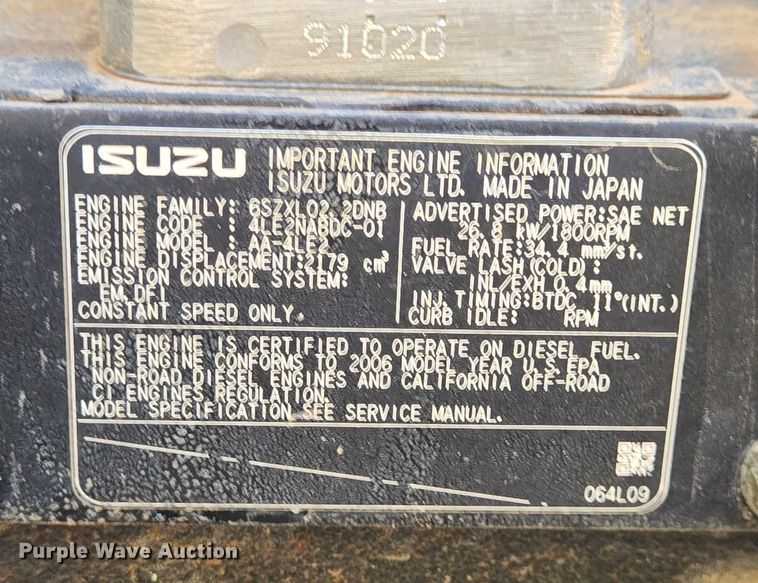 91020
ISUZU IMPORTANT ENGINE INFORMATION
ISUZU MOTORS LTD. MADE IN JAPAN
ENGINE FAMILY: 6SZXL02.2DNB
ENGINE CODE : 4LE2NABDC-01
ENGINE MODEL : AA-4LE2
ENGINE DISPLACEMENT:2179 cm³
EMISSION CONTROL SYSTEM:
EM,DFI
CONSTANT SPEED ONLY.
ADVERTISED POWER:SAE NET
26.8 kW/1800RPM
FUEL RATE:34.4 mm³/st.
VALVE LASH(COLD):
INL/EXH 0.4mm
INJ.TIMING:BTDC 11°(INT.)
CURB IDLE: RPM
THIS ENGINE IS CERTIFIED TO OPERATE ON DIESEL FUEL.
THIS ENGINE CONFORMS TO 2006 MODEL YEAR U.S.EPA
NON-ROAD DIESEL ENGINES AND CALIFORNIA OFF-ROAD
CI ENGINES REGULATION.
MODEL SPECIFICATION SEE SERVICE MANUAL.
064L09
Purple Wave Auction